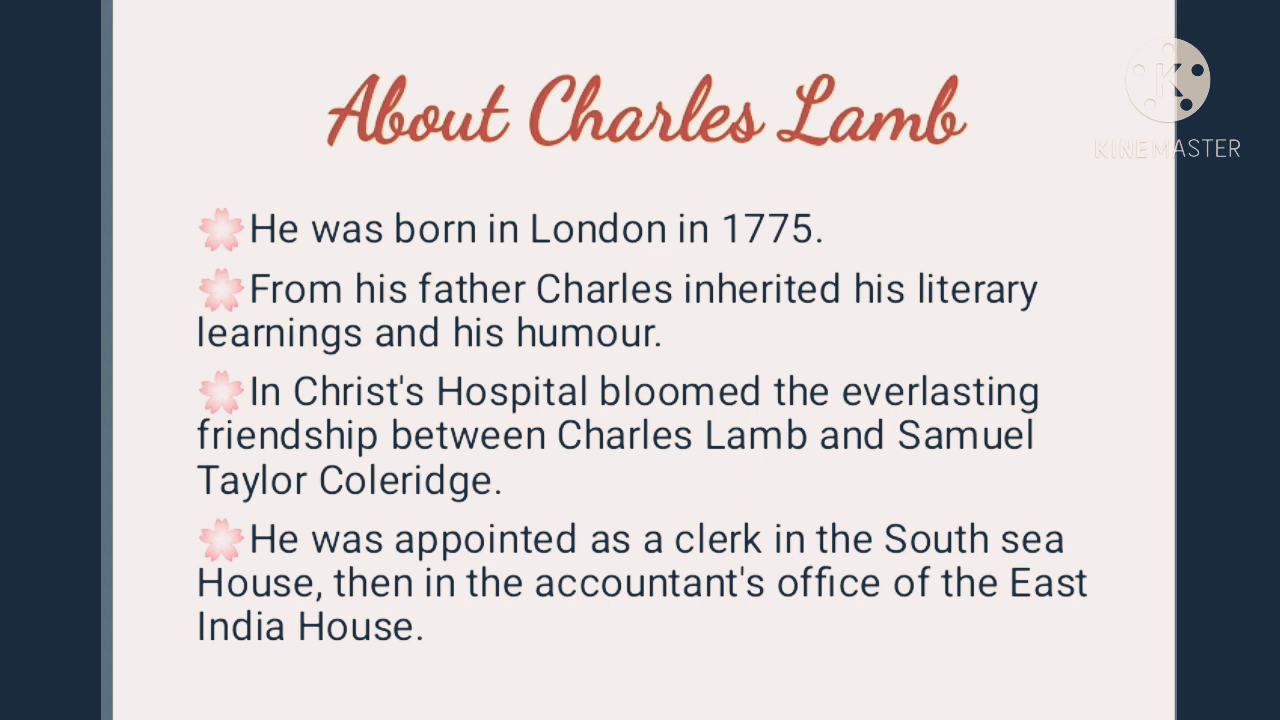 About Charles Lamb
KINEMASTER
🌸He was born in London in 1775.
🌸From his father Charles inherited his literary
learnings and his humour.
🌸In Christ's Hospital bloomed the everlasting
friendship between Charles Lamb and Samuel
Taylor Coleridge.
🌸He was appointed as a clerk in the South sea
House, then in the accountant's office of the East
India House.